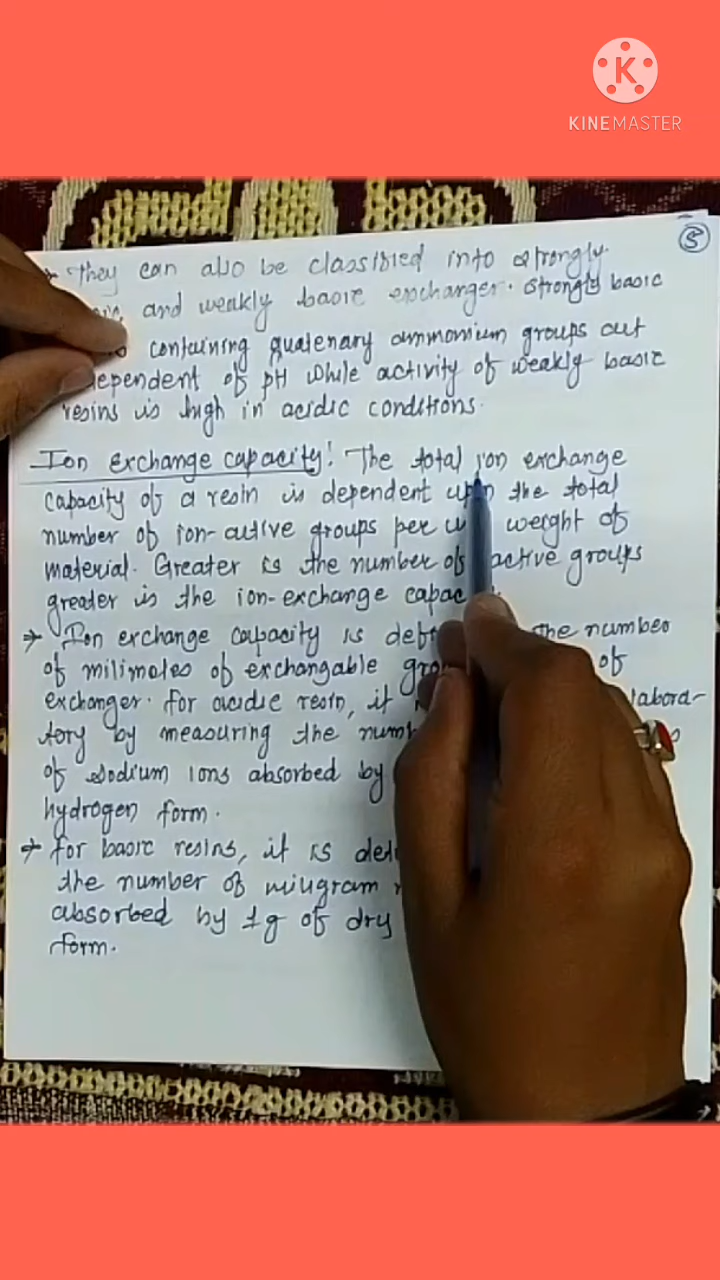 K
KINEMASTER
5
They can also be classified into strongly
and weakly basic exchanger. Strongly basic
containing quatenary ammonium groups
dependent of pH while activity of weakly basic
resins is high in acidic conditions.
Ion exchange capacity: The total ion exchange
capacity of a resin is dependent upon the total
number of ion-active groups per weight of
material. Greater is the number of active groups
greater is the ion-exchange
→ Ion exchange capacity is the number
of milimoles of exchangable of
exchanger. for acidic resin, it labora-
tory by measuring the
of sodium ions absorbed by
hydrogen form.
→ for basic resins, it is
the number of
absorbed by 1g of dry
form.